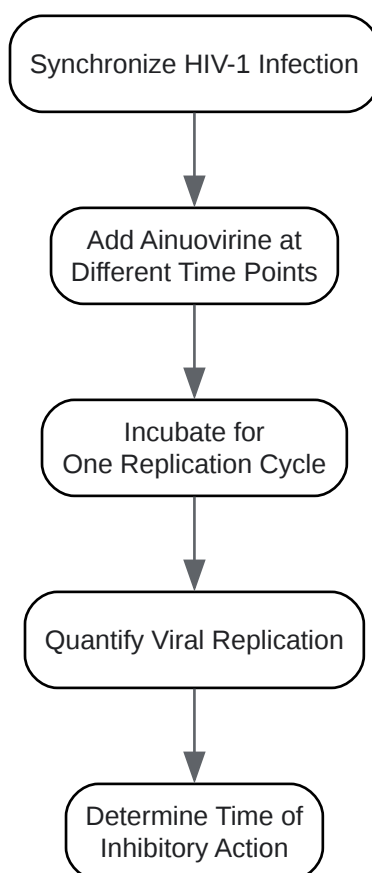 Synchronize HIV-1 Infection
Add Ainuovirine at
Different Time Points
Incubate for
One Replication Cycle
Quantify Viral Replication
Determine Time of
Inhibitory Action